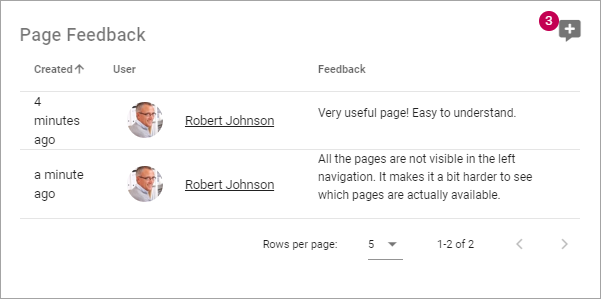 Page Feedback
3
Created User Feedback
4
minutes
ago
Robert Johnson
Very useful page! Easy to understand.
a minute
ago
Robert Johnson
All the pages are not visible in the left
navigation. It makes it a bit harder to see
which pages are actually available.
Rows per page: 5 1-2 of 2